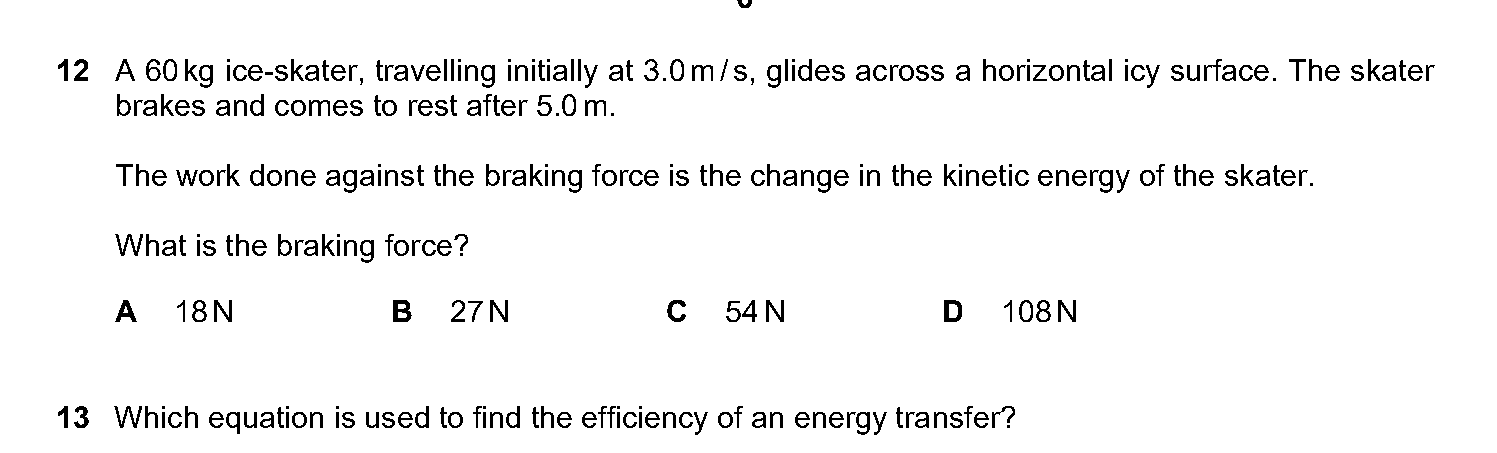 12 A 60 kg ice-skater, travelling initially at 3.0 m / s, glides across a horizontal icy surface. The skater
brakes and comes to rest after 5.0 m.
The work done against the braking force is the change in the kinetic energy of the skater.
What is the braking force?
A 18 N B 27 N C 54 N D 108 N
13 Which equation is used to find the efficiency of an energy transfer?